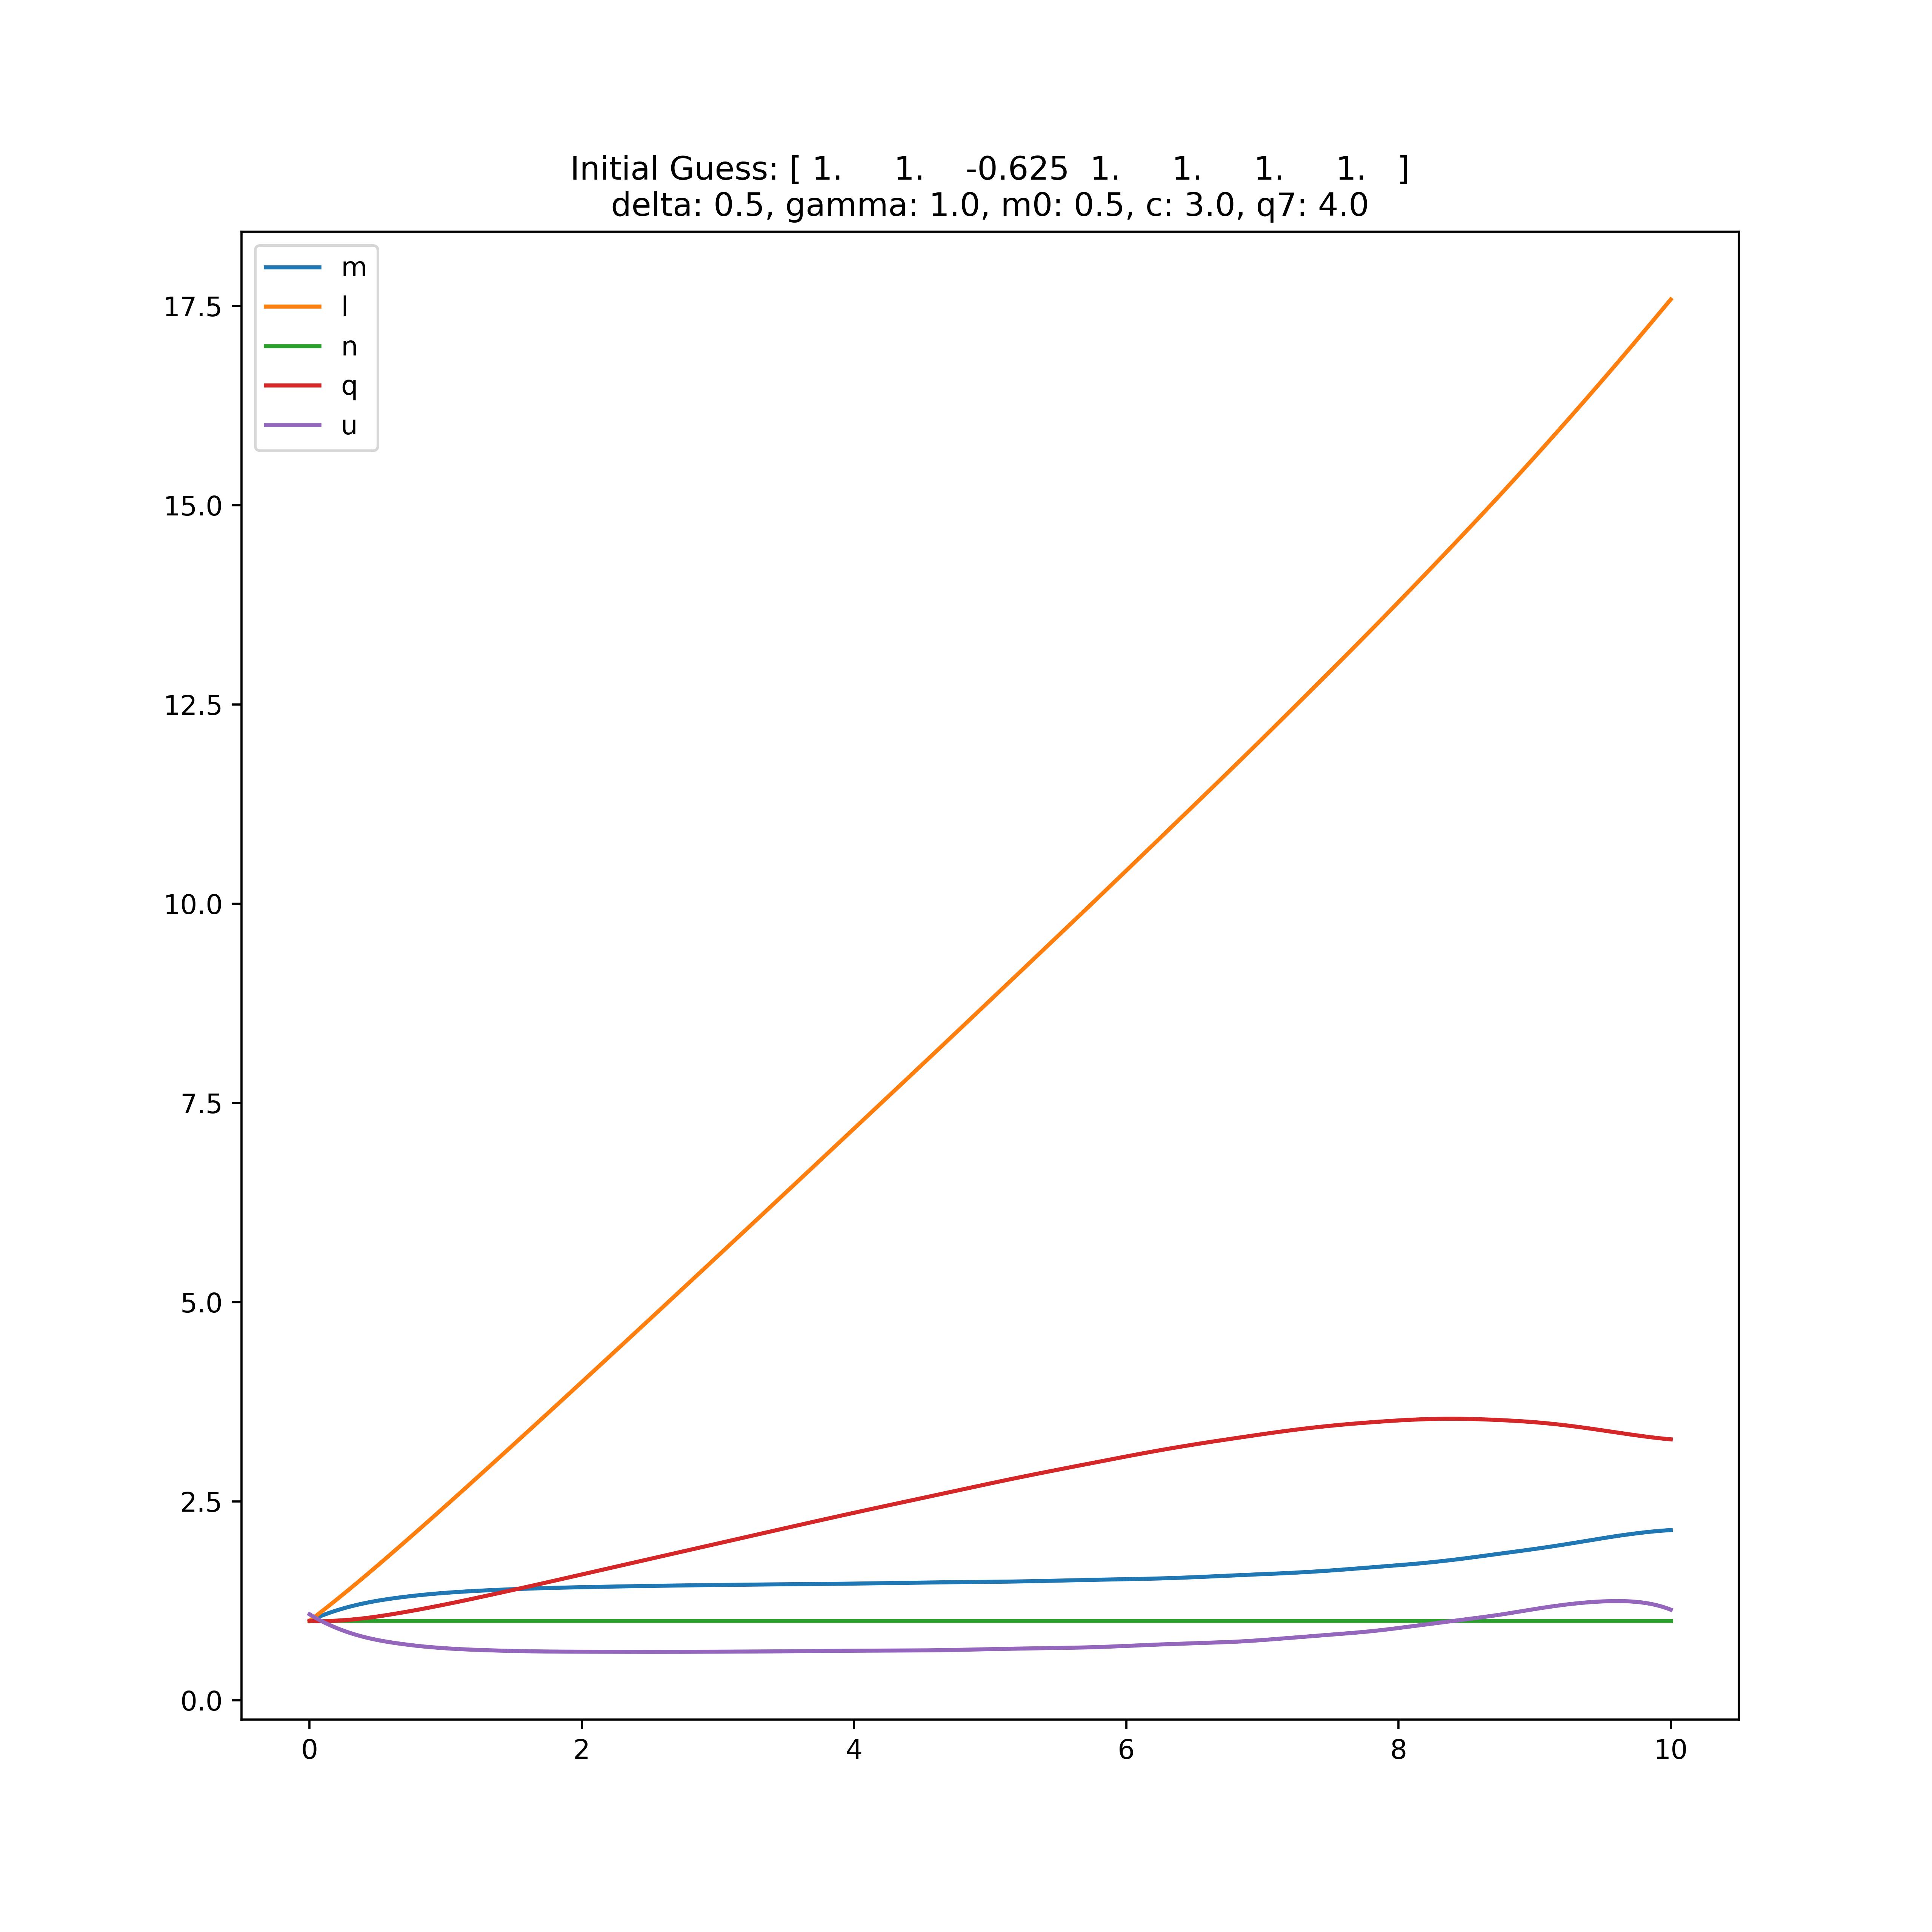 Initial Guess: [ 1. 1. -0.625 1. 1. 1. 1. ]
delta: 0.5, gamma: 1.0, m0: 0.5, c: 3.0, q7: 4.0
m
l
n
q
u
17.5
15.0
12.5
10.0
7.5
5.0
2.5
0.0
0 2 4 6 8 10